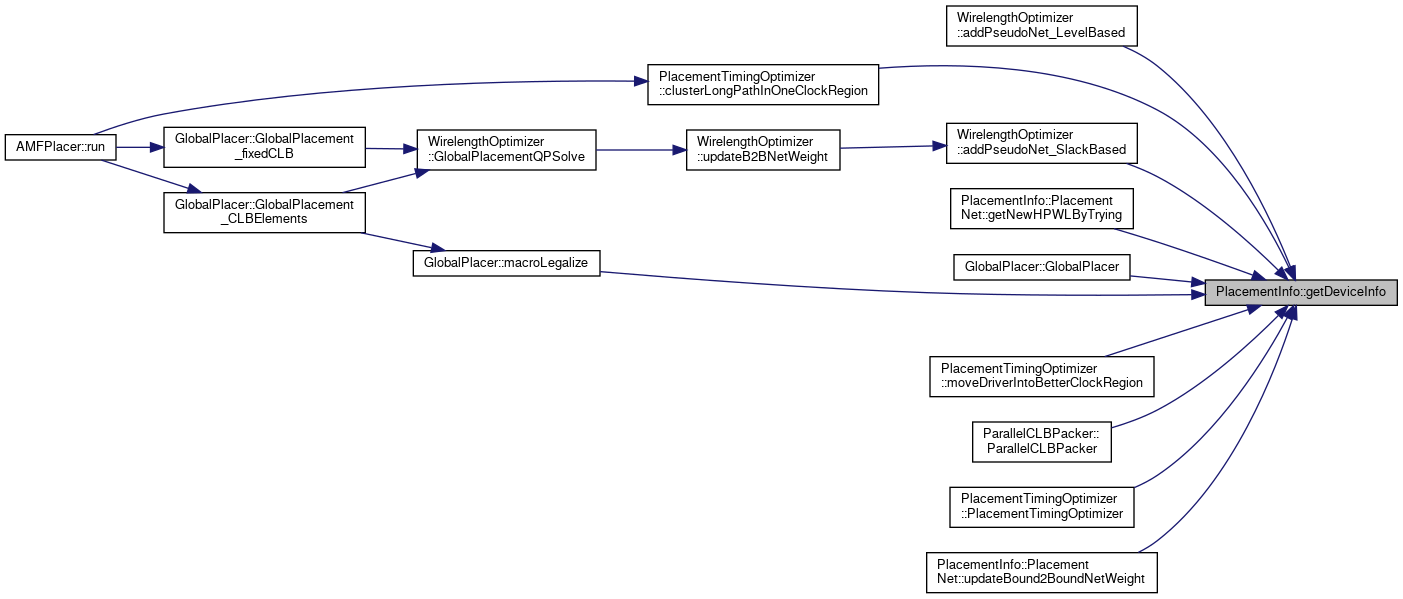 WirelengthOptimizer
::addPseudoNet_LevelBased
PlacementTimingOptimizer
::clusterLongPathInOneClockRegion
AMFPlacer::run
GlobalPlacer::GlobalPlacement
_fixedCLB
WirelengthOptimizer
::GlobalPlacementQPSolve
WirelengthOptimizer
::updateB2BNetWeight
WirelengthOptimizer
::addPseudoNet_SlackBased
GlobalPlacer::GlobalPlacement
_CLBElements
PlacementInfo::Placement
Net::getNewHPWLByTrying
GlobalPlacer::macroLegalize
GlobalPlacer::GlobalPlacer
PlacementInfo::getDeviceInfo
PlacementTimingOptimizer
::moveDriverIntoBetterClockRegion
ParallelCLBPacker::
ParallelCLBPacker
PlacementTimingOptimizer
::PlacementTimingOptimizer
PlacementInfo::Placement
Net::updateBound2BoundNetWeight